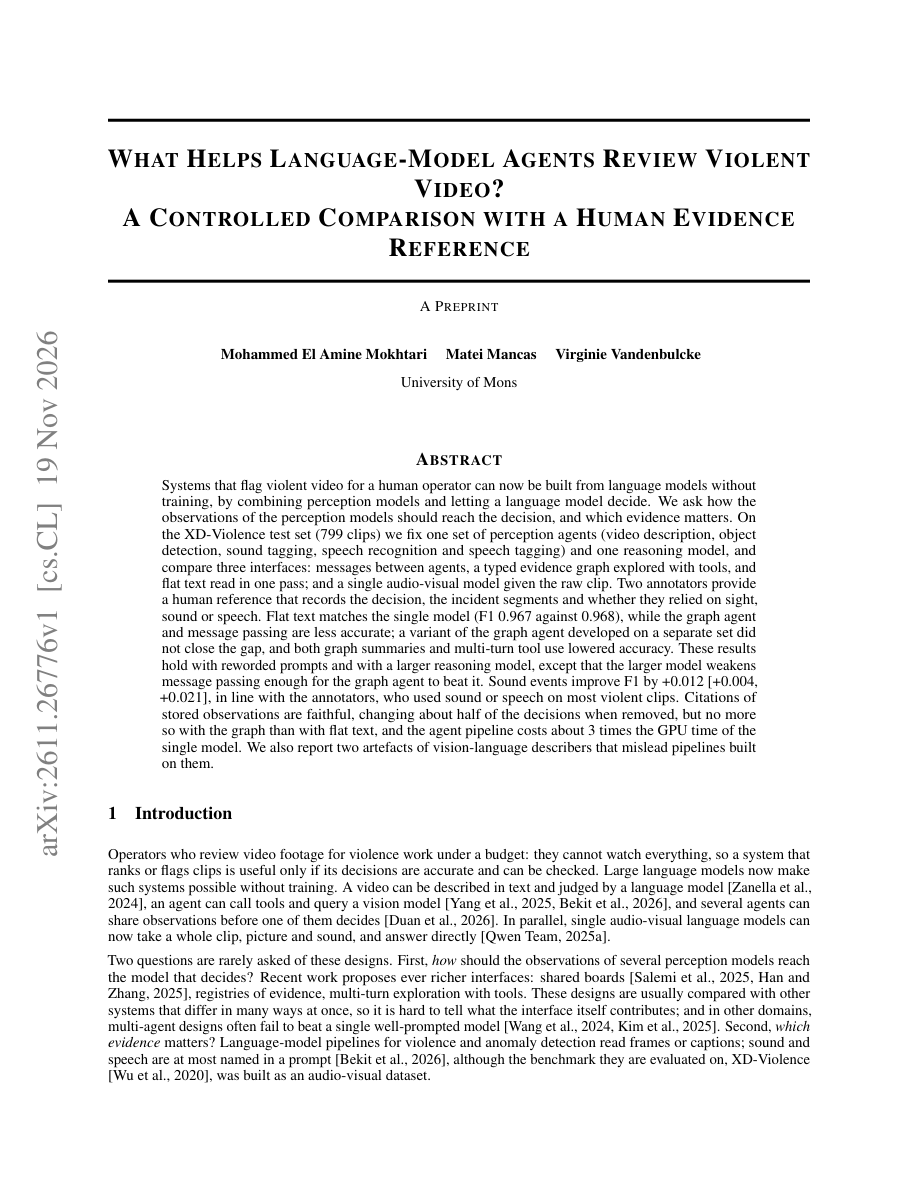 WHAT HELPS LANGUAGE-MODEL AGENTS REVIEW VIOLENT
VIDEO?
A CONTROLLED COMPARISON WITH A HUMAN EVIDENCE
REFERENCE
A PREPRINT
Mohammed El Amine Mokhtari Matei Mancas Virginie Vandenbulcke
University of Mons
arXiv:2611.26776v1 [cs.CL] 19 Nov 2026
ABSTRACT
Systems that flag violent video for a human operator can now be built from language models without
training, by combining perception models and letting a language model decide. We ask how the
observations of the perception models should reach the decision, and which evidence matters. On
the XD-Violence test set (799 clips) we fix one set of perception agents (video description, object
detection, sound tagging, speech recognition and speech tagging) and one reasoning model, and
compare three interfaces: messages between agents, a typed evidence graph explored with tools, and
flat text read in one pass; and a single audio-visual model given the raw clip. Two annotators provide
a human reference that records the decision, the incident segments and whether they relied on sight,
sound or speech. Flat text matches the single model (F1 0.967 against 0.968), while the graph agent
and message passing are less accurate; a variant of the graph agent developed on a separate set did
not close the gap, and both graph summaries and multi-turn tool use lowered accuracy. These results
hold with reworded prompts and with a larger reasoning model, except that the larger model weakens
message passing enough for the graph agent to beat it. Sound events improve F1 by +0.012 [+0.004,
+0.021], in line with the annotators, who used sound or speech on most violent clips. Citations of
stored observations are faithful, changing about half of the decisions when removed, but no more
so with the graph than with flat text, and the agent pipeline costs about 3 times the GPU time of the
single model. We also report two artefacts of vision-language describers that mislead pipelines built
on them.
1 Introduction
Operators who review video footage for violence work under a budget: they cannot watch everything, so a system that
ranks or flags clips is useful only if its decisions are accurate and can be checked. Large language models now make
such systems possible without training. A video can be described in text and judged by a language model [Zanella et al.,
2024], an agent can call tools and query a vision model [Yang et al., 2025, Bekit et al., 2026], and several agents can
share observations before one of them decides [Duan et al., 2026]. In parallel, single audio-visual language models can
now take a whole clip, picture and sound, and answer directly [Qwen Team, 2025a].
Two questions are rarely asked of these designs. First, how should the observations of several perception models reach
the model that decides? Recent work proposes ever richer interfaces: shared boards [Salemi et al., 2025, Han and
Zhang, 2025], registries of evidence, multi-turn exploration with tools. These designs are usually compared with other
systems that differ in many ways at once, so it is hard to tell what the interface itself contributes; and in other domains,
multi-agent designs often fail to beat a single well-prompted model [Wang et al., 2024, Kim et al., 2025]. Second, which
evidence matters? Language-model pipelines for violence and anomaly detection read frames or captions; sound and
speech are at most named in a prompt [Bekit et al., 2026], although the benchmark they are evaluated on, XD-Violence
[Wu et al., 2020], was built as an audio-visual dataset.